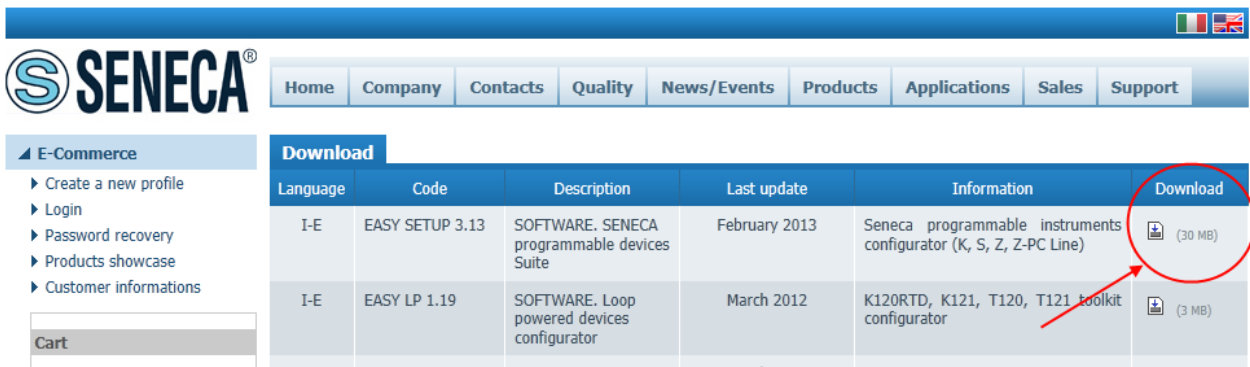 SENECA®
Home Company Contacts Quality News/Events Products Applications Sales Support
E-Commerce
Create a new profile
Login
Password recovery
Products showcase
Customer informations
Cart
Download
Language Code Description Last update Information Download
I-E EASY SETUP 3.13 SOFTWARE. SENECA February 2013 Seneca programmable instruments (30 MB)
programmable devices configurator (K, S, Z, Z-PC Line)
Suite
I-E EASY LP 1.19 SOFTWARE. Loop March 2012 K120RTD, K121, T120, T121 toolkit (3 MB)
powered devices configurator
configurator